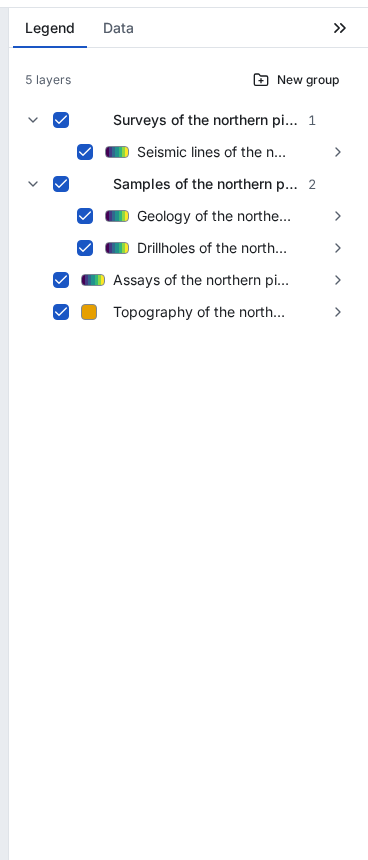 Legend Data
5 layers New group
Surveys of the northern pi... 1
Seismic lines of the n...
Samples of the northern p... 2
Geology of the northe...
Drillholes of the north...
Assays of the northern pi...
Topography of the north...